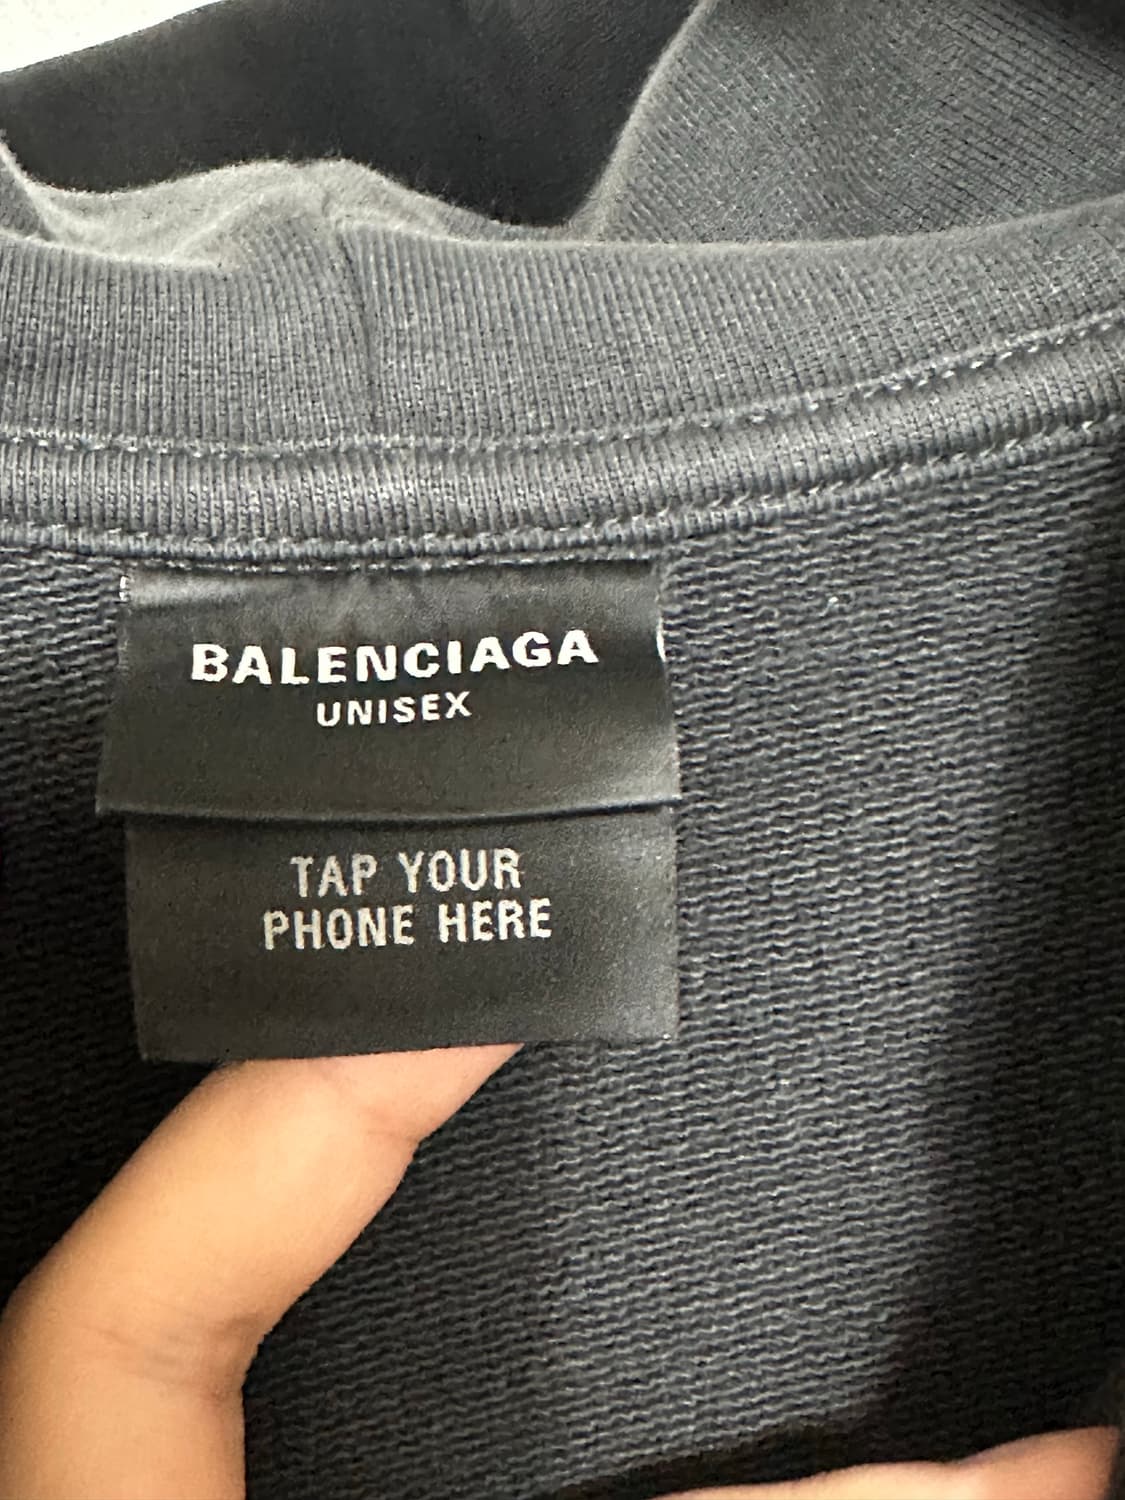 BALENCIAGA
UNISEX
TAP YOUR
PHONE HERE